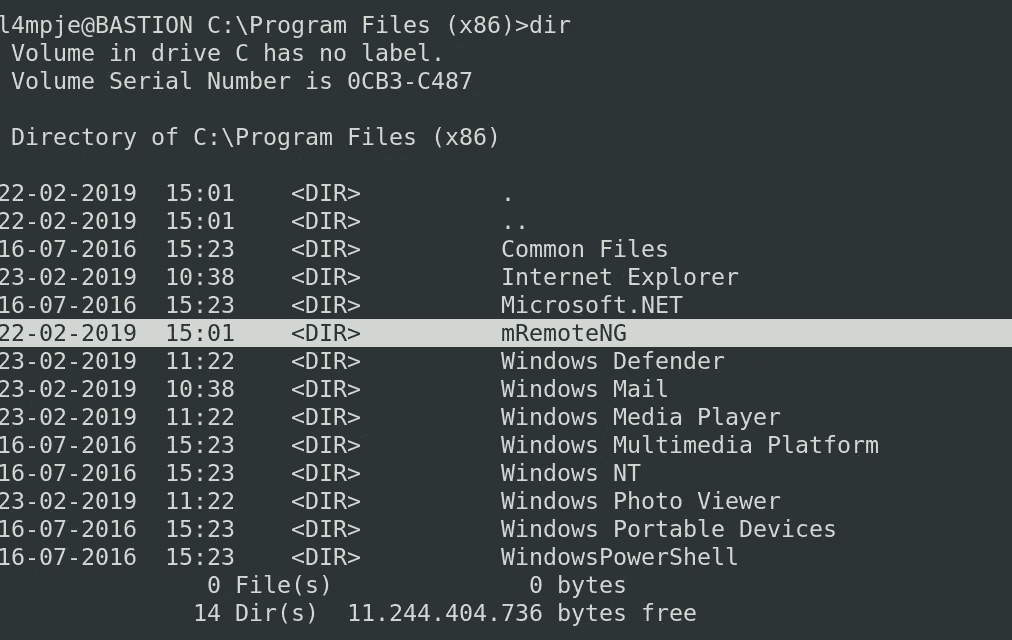 l4mpje@BASTION C:\Program Files (x86)>dir
 Volume in drive C has no label.
 Volume Serial Number is 0CB3-C487

 Directory of C:\Program Files (x86)

22-02-2019  15:01    <DIR>          .
22-02-2019  15:01    <DIR>          ..
16-07-2016  15:23    <DIR>          Common Files
23-02-2019  10:38    <DIR>          Internet Explorer
16-07-2016  15:23    <DIR>          Microsoft.NET
22-02-2019  15:01    <DIR>          mRemoteNG
23-02-2019  11:22    <DIR>          Windows Defender
23-02-2019  10:38    <DIR>          Windows Mail
23-02-2019  11:22    <DIR>          Windows Media Player
16-07-2016  15:23    <DIR>          Windows Multimedia Platform
16-07-2016  15:23    <DIR>          Windows NT
23-02-2019  11:22    <DIR>          Windows Photo Viewer
16-07-2016  15:23    <DIR>          Windows Portable Devices
16-07-2016  15:23    <DIR>          WindowsPowerShell
               0 File(s)              0 bytes
              14 Dir(s)  11.244.404.736 bytes free